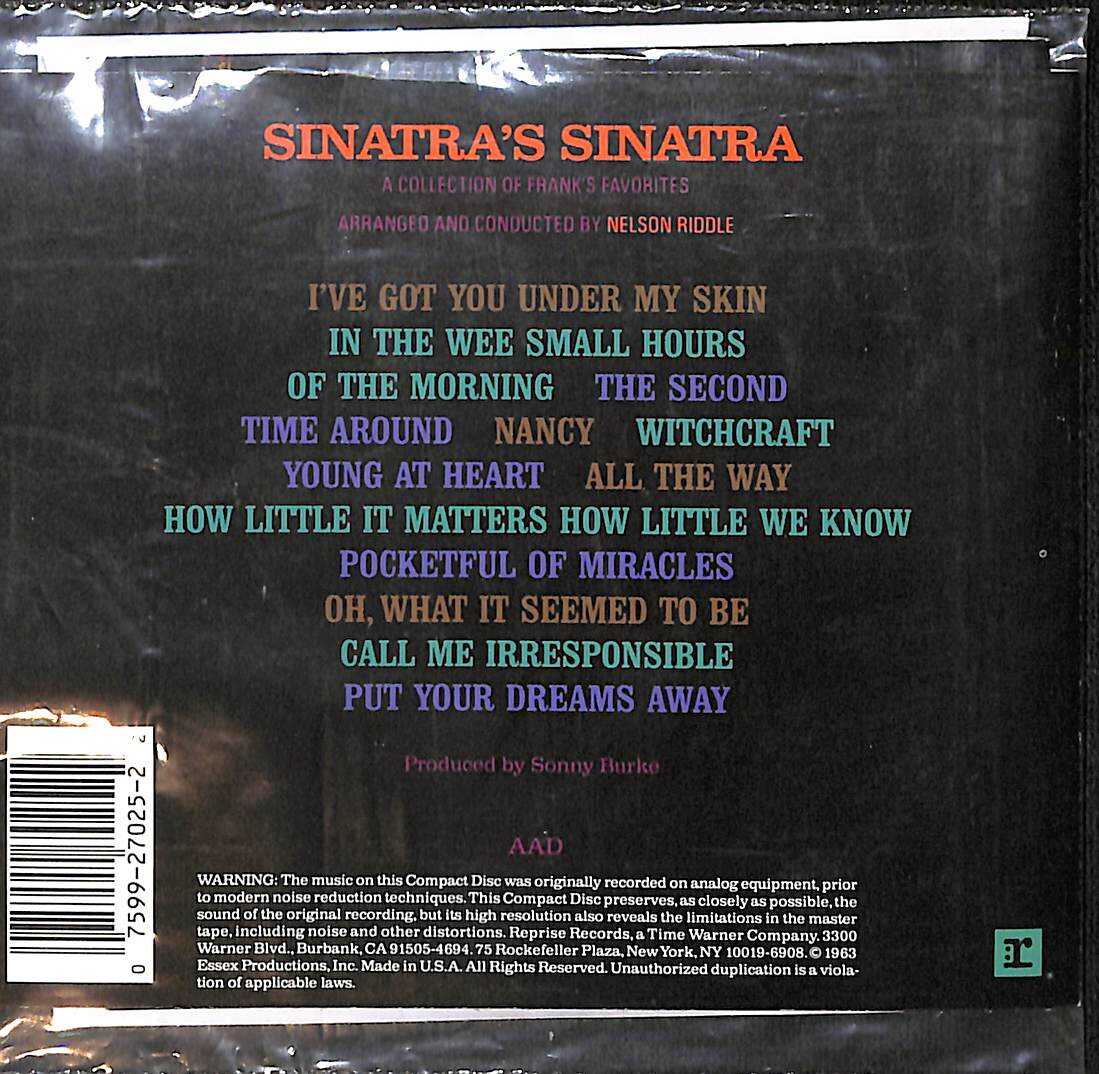 SINATRA'S SINATRA
A COLLECTION OF FRANK'S FAVORITES
ARRANGED AND CONDUCTED BY NELSON RIDDLE
I'VE GOT YOU UNDER MY SKIN
IN THE WEE SMALL HOURS
OF THE MORNING THE SECOND
TIME AROUND NANCY WITCHCRAFT
YOUNG AT HEART ALL THE WAY
HOW LITTLE IT MATTERS HOW LITTLE WE KNOW
POCKETFUL OF MIRACLES
OH, WHAT IT SEEMED TO BE
CALL ME IRRESPONSIBLE
PUT YOUR DREAMS AWAY
Produced by Sonny Burke
AAD
WARNING: The music on this Compact Disc was originally recorded on analog equipment, prior
to modern noise reduction techniques. This Compact Disc preserves, as closely as possible, the
sound of the original recording, but its high resolution also reveals the limitations in the master
tape, including noise and other distortions. Reprise Records, a Time Warner Company. 3300
Warner Blvd., Burbank, CA 91505-4694. 75 Rockefeller Plaza, New York, NY 10019-6908. © 1963
Essex Productions, Inc. Made in U.S.A. All Rights Reserved. Unauthorized duplication is a viola-
tion of applicable laws.
0 7599-27025-2 2
r